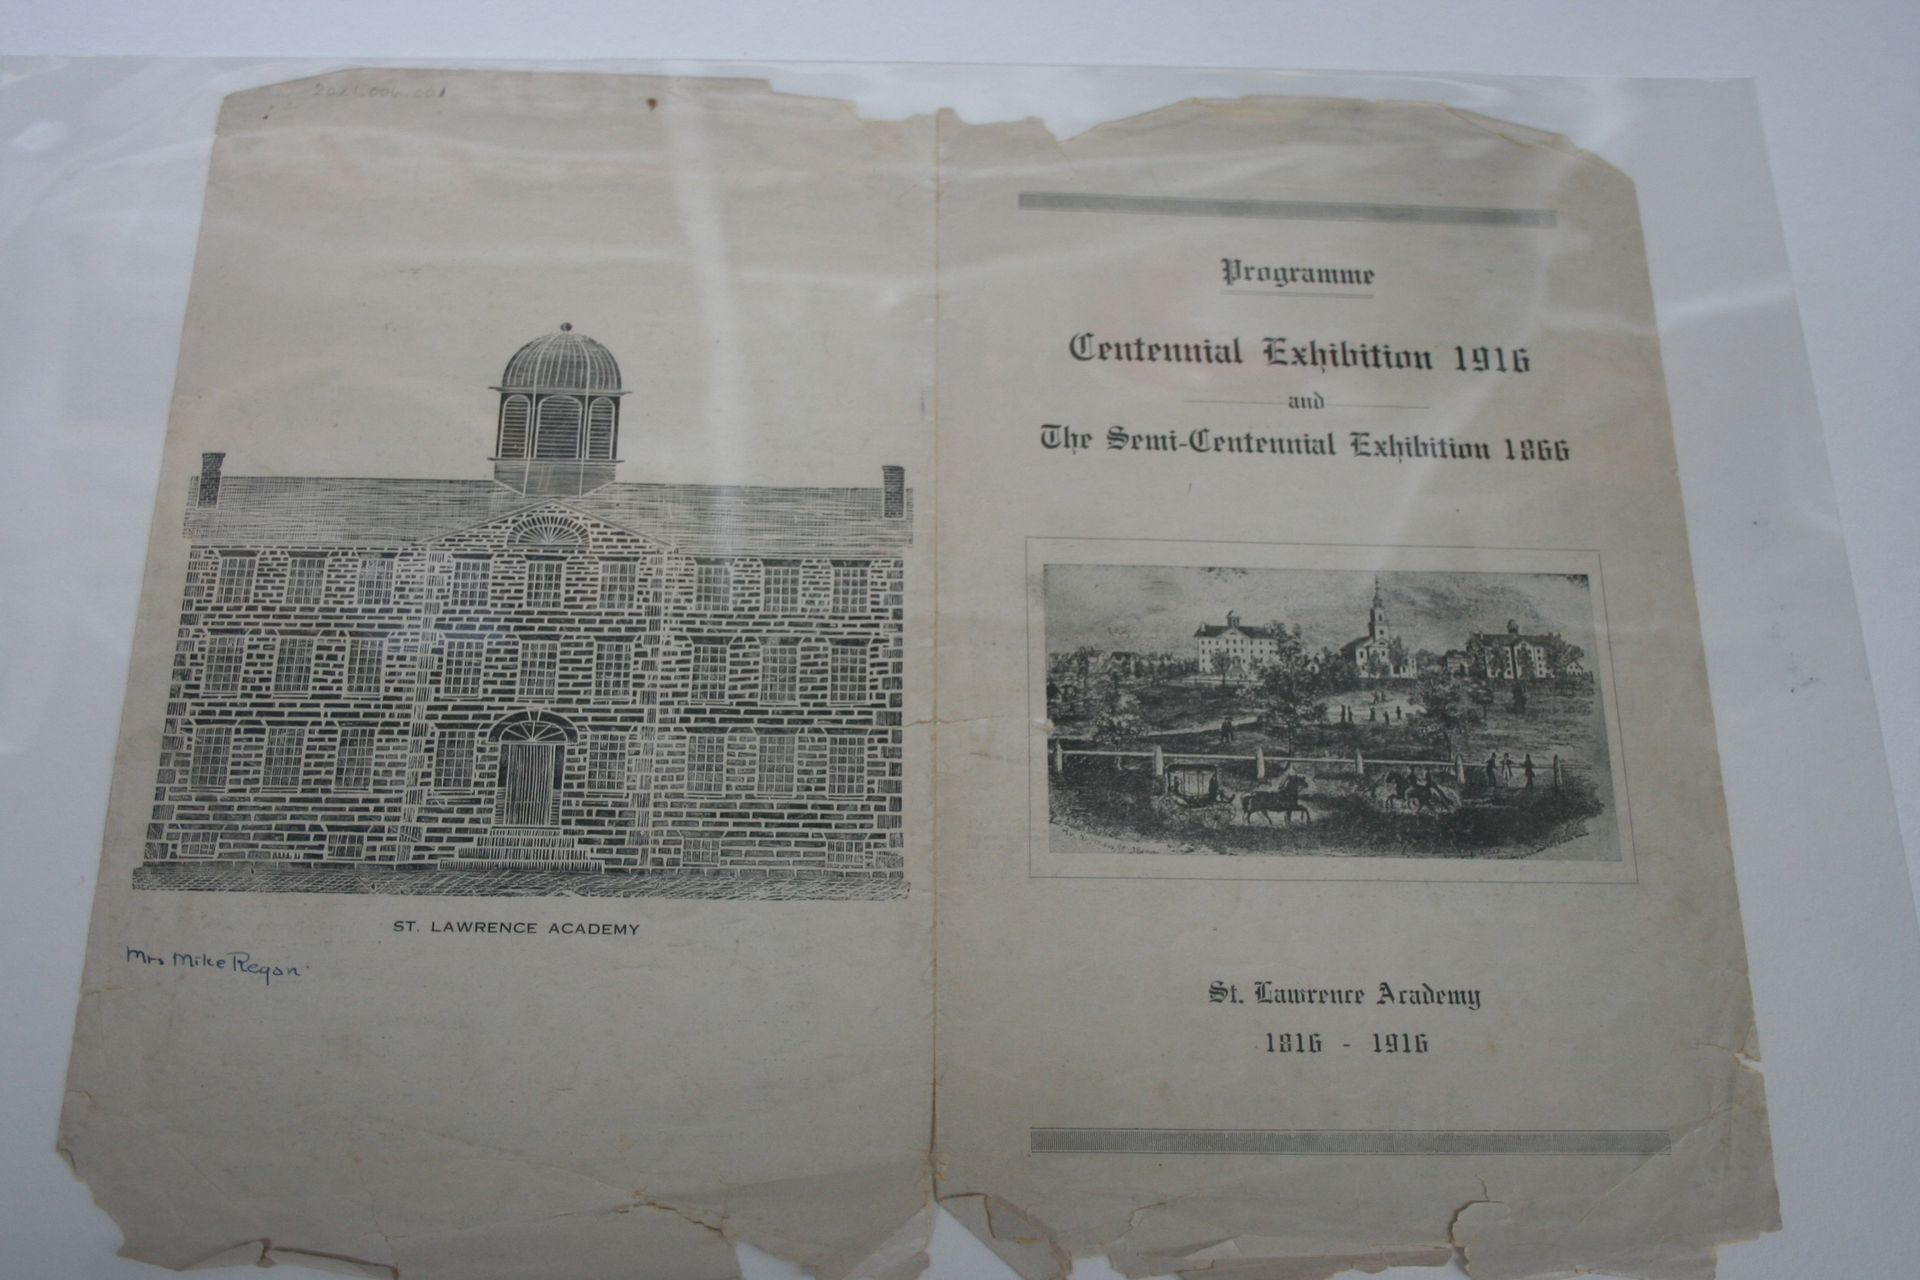 2021.006.001
ST. LAWRENCE ACADEMY
Mrs Mike Regan
Programme
Centennial Exhibition 1916
and
The Semi-Centennial Exhibition 1866
St. Lawrence Academy
1816 - 1916